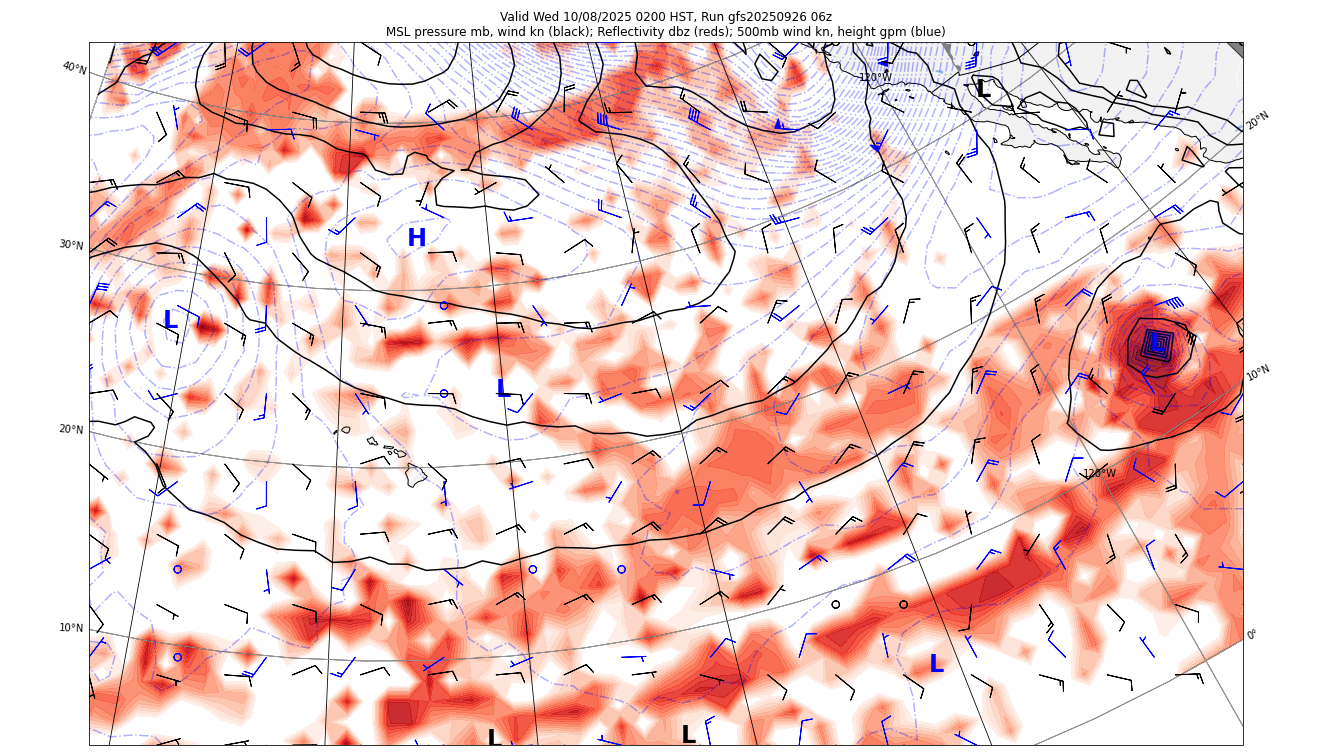 Valid Wed 10/08/2025 0200 HST, Run gfs20250926 06z
MSL pressure mb, wind kn (black); Reflectivity dbz (reds); 500mb wind kn, height gpm (blue)
40°N
120°W
L
20°N
30°N
H
L
L
10°N
L
20°N
120°W
10°N
0°
L
L
L